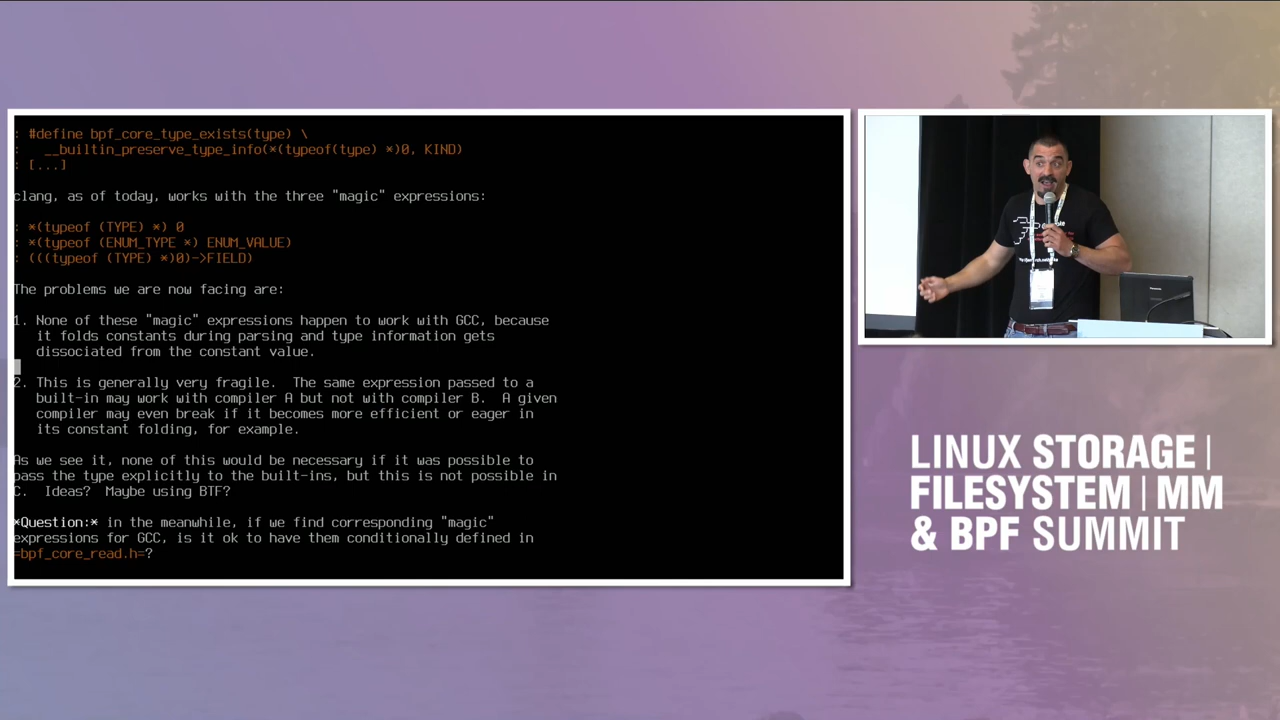 : #define bpf_core_type_exists(type) \
:   __builtin_preserve_type_info(*(typeof(type) *)0, KIND)
: [...]
clang, as of today, works with the three "magic" expressions:
: *(typeof (TYPE) *) 0
: *(typeof (ENUM_TYPE *) ENUM_VALUE)
: (((typeof (TYPE) *)0)->FIELD)
The problems we are now facing are:
1. None of these "magic" expressions happen to work with GCC, because
it folds constants during parsing and type information gets
dissociated from the constant value.
2. This is generally very fragile.  The same expression passed to a
built-in may work with compiler A but not with compiler B.  A given
compiler may even break if it becomes more efficient or eager in
its constant folding, for example.
As we see it, none of this would be necessary if it was possible to
pass the type explicitly to the built-ins, but this is not possible in
C.  Ideas?  Maybe using BTF?
*Question:* in the meanwhile, if we find corresponding "magic"
expressions for GCC, is it ok to have them conditionally defined in
=bpf_core_read.h=?
LINUX STORAGE|
FILESYSTEM|MM
& BPF SUMMIT